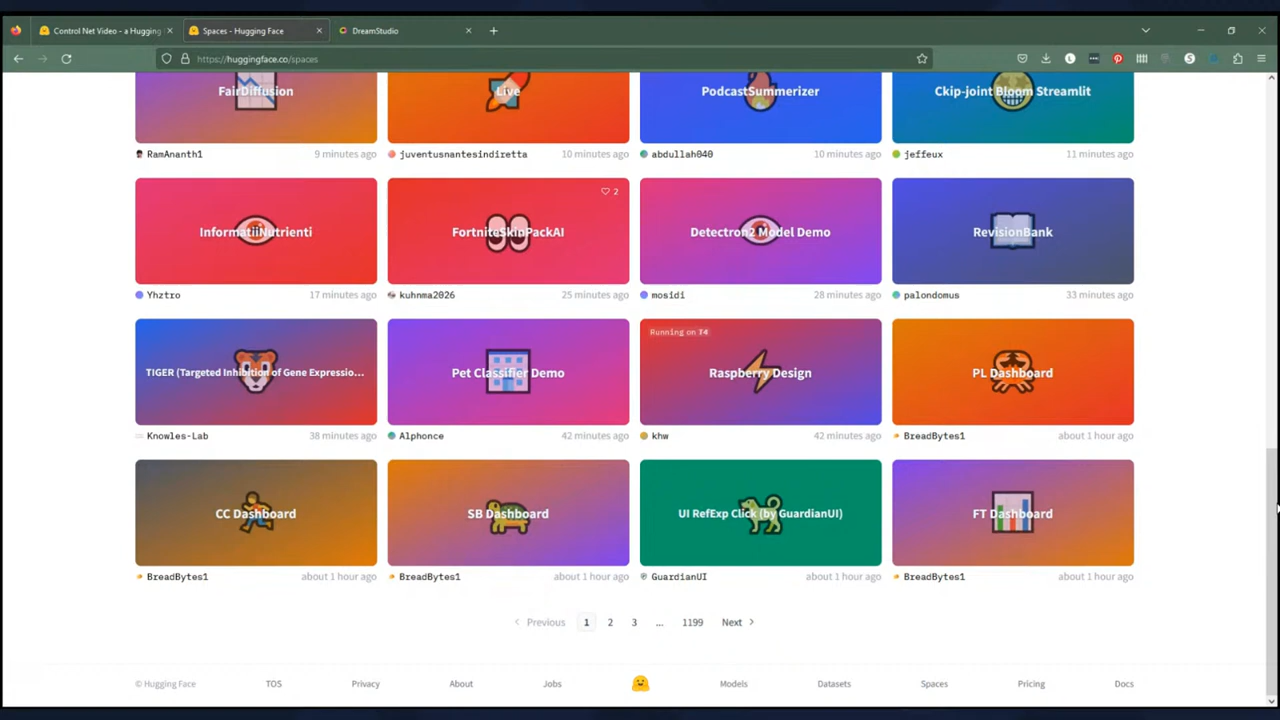 Control Net Video - a Hugging
Spaces - Hugging Face
DreamStudio
https://huggingface.co/spaces
FairDiffusion
Live
PodcastSummerizer
Ckip-joint Bloom Streamlit
RamAnanth1 9 minutes ago
juventusnantesindiretta 10 minutes ago
abdullah040 10 minutes ago
jeffeux 11 minutes ago
InformatiiNutrienti
2
FortniteSkinPackAI
Detectron2 Model Demo
RevisionBank
Yhztro 17 minutes ago
kuhnma2026 25 minutes ago
mosidi 28 minutes ago
palondomus 33 minutes ago
TIGER (Targeted Inhibition of Gene Expressio...
Pet Classifier Demo
Running on T4
Raspberry Design
PL Dashboard
Knowles-Lab 38 minutes ago
Alphonce 42 minutes ago
khw 42 minutes ago
BreadBytes1 about 1 hour ago
CC Dashboard
SB Dashboard
UI RefExp Click (by GuardianUI)
FT Dashboard
BreadBytes1 about 1 hour ago
BreadBytes1 about 1 hour ago
GuardianUI about 1 hour ago
BreadBytes1 about 1 hour ago
Previous 1 2 3 ... 1199 Next
© Hugging Face TOS Privacy About Jobs Models Datasets Spaces Pricing Docs